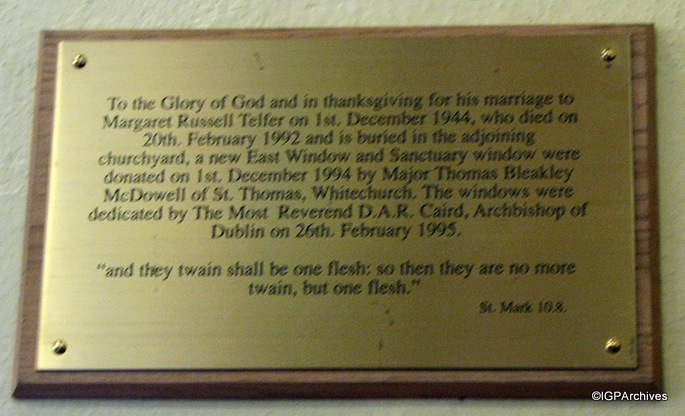 To the Glory of God and in thanksgiving for his marriage to
Margaret Russell Telfer on 1st. December 1944, who died on
20th. February 1992 and is buried in the adjoining
churchyard, a new East Window and Sanctuary window were
donated on 1st. December 1994 by Major Thomas Bleakley
McDowell of St. Thomas, Whitechurch. The windows were
dedicated by The Most Reverend D.A.R. Caird, Archbishop of
Dublin on 26th. February 1995.
“and they twain shall be one flesh: so then they are no more
twain, but one flesh.”
St. Mark 10.8.
©IGPArchives